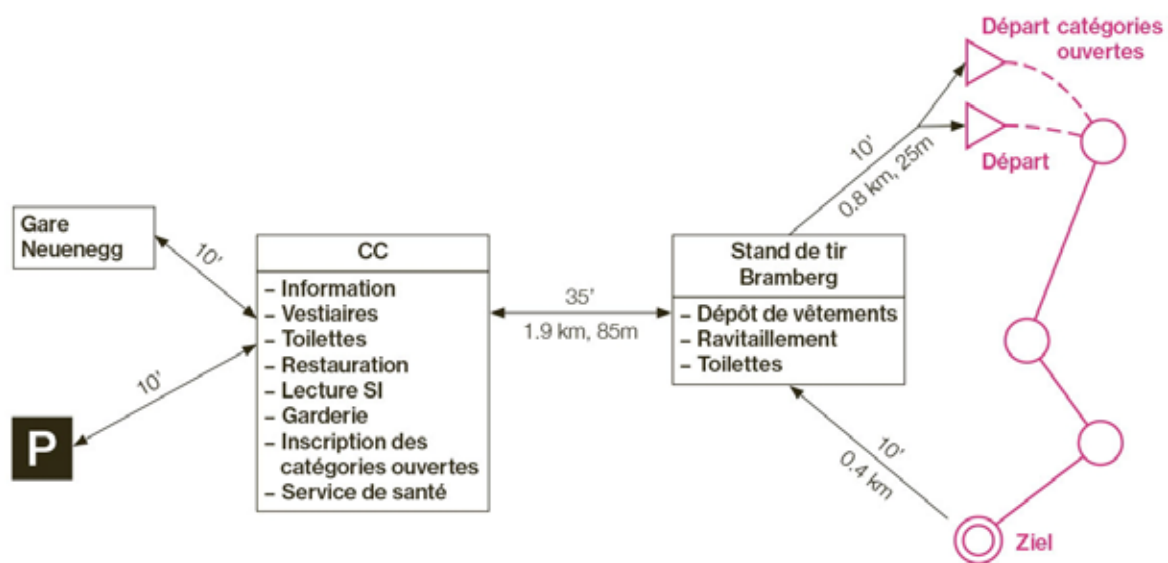 Départ catégories
ouvertes
Départ
10'
0.8 km, 25m
Gare
Neuenegg
10'
P
10'
CC
– Information
– Vestiaires
– Toilettes
– Restauration
– Lecture SI
– Garderie
– Inscription des
catégories ouvertes
– Service de santé
35'
1.9 km, 85m
Stand de tir
Bramberg
– Dépôt de vêtements
– Ravitaillement
– Toilettes
10'
0.4 km
Ziel